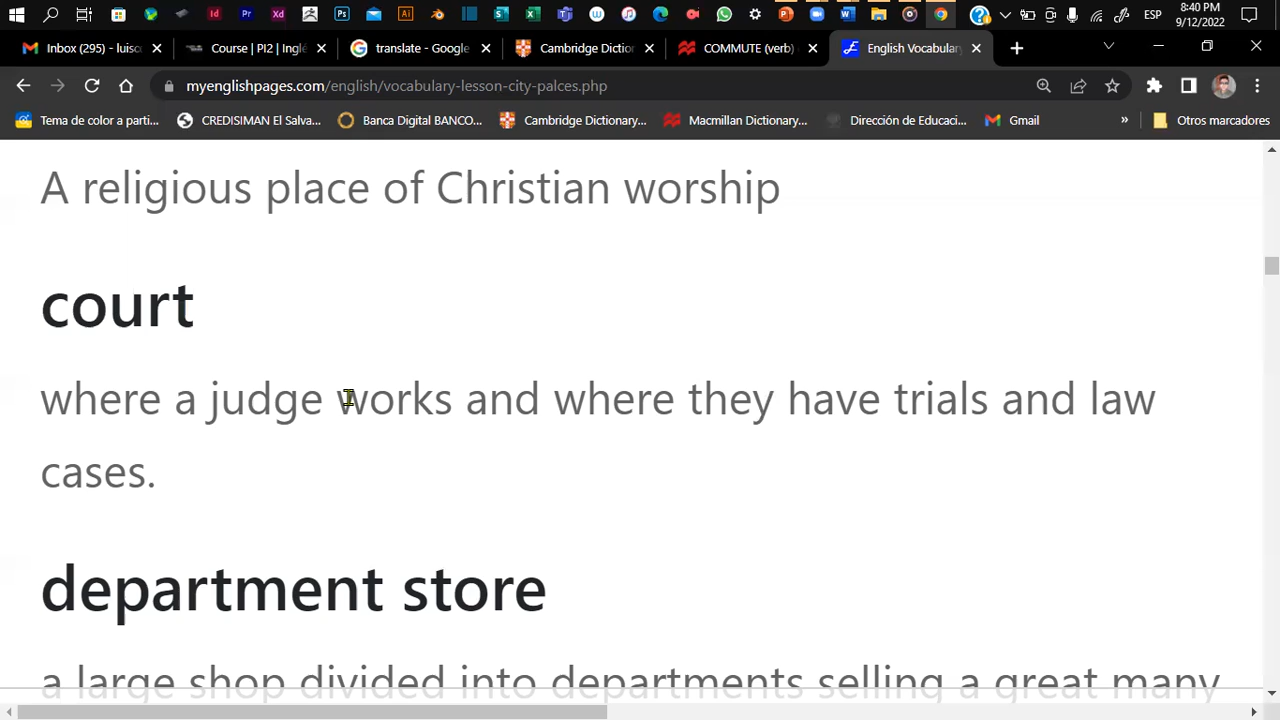 8:40 PM
ESP
9/12/2022
Inbox (295) - luisc
Course | PI2 | Inglé
translate - Google
Cambridge Dictio
COMMUTE (verb)
English Vocabulary
myenglishpages.com/english/vocabulary-lesson-city-palces.php
Tema de color a parti...
CREDISIMAN El Salva...
Banca Digital BANCO...
Cambridge Dictionary...
Macmillan Dictionary...
Dirección de Educaci...
Gmail
»
Otros marcadores
A religious place of Christian worship
court
where a judge works and where they have trials and law
cases.
department store
a large shop divided into departments selling a great many